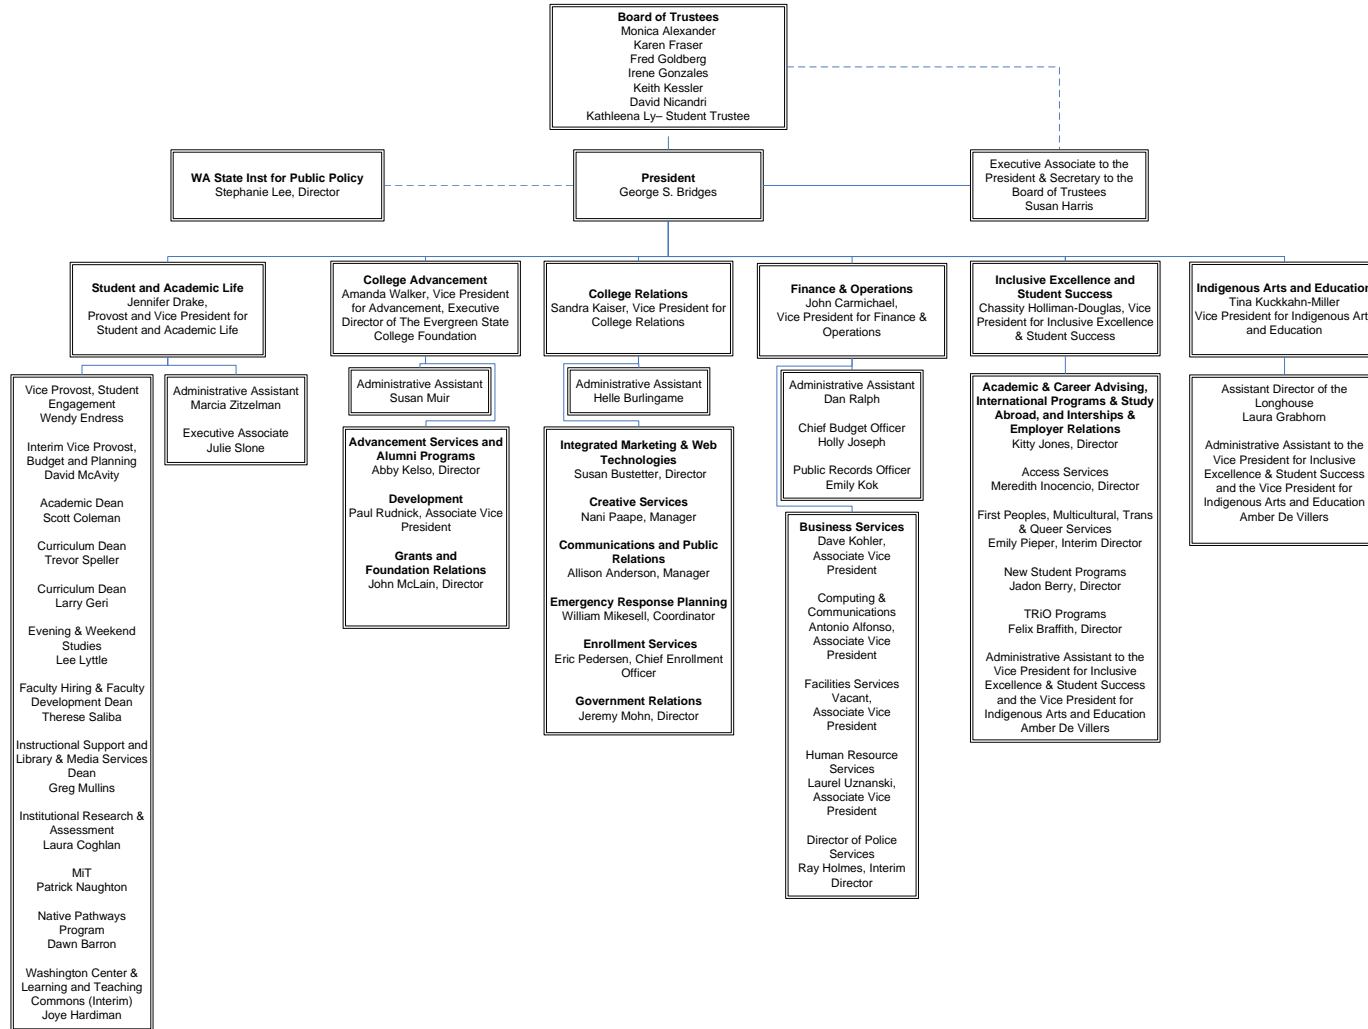 Board of Trustees
Monica Alexander
Karen Fraser
Fred Goldberg
Irene Gonzales
Keith Kessler
David Nicandri
Kathleena Ly– Student Trustee
WA State Inst for Public Policy
Stephanie Lee, Director
President
George S. Bridges
Executive Associate to the
President & Secretary to the
Board of Trustees
Susan Harris
Student and Academic Life
Jennifer Drake,
Provost and Vice President for
Student and Academic Life
College Advancement
Amanda Walker, Vice President
for Advancement, Executive
Director of The Evergreen State
College Foundation
College Relations
Sandra Kaiser, Vice President for
College Relations
Finance & Operations
John Carmichael,
Vice President for Finance &
Operations
Inclusive Excellence and
Student Success
Chassity Holliman-Douglas, Vice
President for Inclusive Excellence
& Student Success
Indigenous Arts and Education
Tina Kuckkahn-Miller
Vice President for Indigenous Art
and Education
Vice Provost, Student
Engagement
Wendy Endress
Interim Vice Provost,
Budget and Planning
David McAvity
Academic Dean
Scott Coleman
Curriculum Dean
Trevor Speller
Curriculum Dean
Larry Geri
Evening & Weekend
Studies
Lee Lyttle
Faculty Hiring & Faculty
Development Dean
Therese Saliba
Instructional Support and
Library & Media Services
Dean
Greg Mullins
Institutional Research &
Assessment
Laura Coghlan
MiT
Patrick Naughton
Native Pathways
Program
Dawn Barron
Washington Center &
Learning and Teaching
Commons (Interim)
Joye Hardiman
Administrative Assistant
Marcia Zitzelman
Executive Associate
Julie Slone
Administrative Assistant
Susan Muir
Advancement Services and
Alumni Programs
Abby Kelso, Director
Development
Paul Rudnick, Associate Vice
President
Grants and
Foundation Relations
John McLain, Director
Administrative Assistant
Helle Burlingame
Integrated Marketing & Web
Technologies
Susan Bustetter, Director
Creative Services
Nani Paape, Manager
Communications and Public
Relations
Allison Anderson, Manager
Emergency Response Planning
William Mikesell, Coordinator
Enrollment Services
Eric Pedersen, Chief Enrollment
Officer
Government Relations
Jeremy Mohn, Director
Administrative Assistant
Dan Ralph
Chief Budget Officer
Holly Joseph
Public Records Officer
Emily Kok
Business Services
Dave Kohler,
Associate Vice
President
Computing &
Communications
Antonio Alfonso,
Associate Vice
President
Facilities Services
Vacant,
Associate Vice
President
Human Resource
Services
Laurel Uznanski,
Associate Vice
President
Director of Police
Services
Ray Holmes, Interim
Director
Academic & Career Advising,
International Programs & Study
Abroad, and Interships &
Employer Relations
Kitty Jones, Director
Access Services
Meredith Inocencio, Director
First Peoples, Multicultural, Trans
& Queer Services
Emily Pieper, Interim Director
New Student Programs
Jadon Berry, Director
TRiO Programs
Felix Braffith, Director
Administrative Assistant to the
Vice President for Inclusive
Excellence & Student Success
and the Vice President for
Indigenous Arts and Education
Amber De Villers
Assistant Director of the
Longhouse
Laura Grabhorn
Administrative Assistant to the
Vice President for Inclusive
Excellence & Student Success
and the Vice President for
Indigenous Arts and Education
Amber De Villers